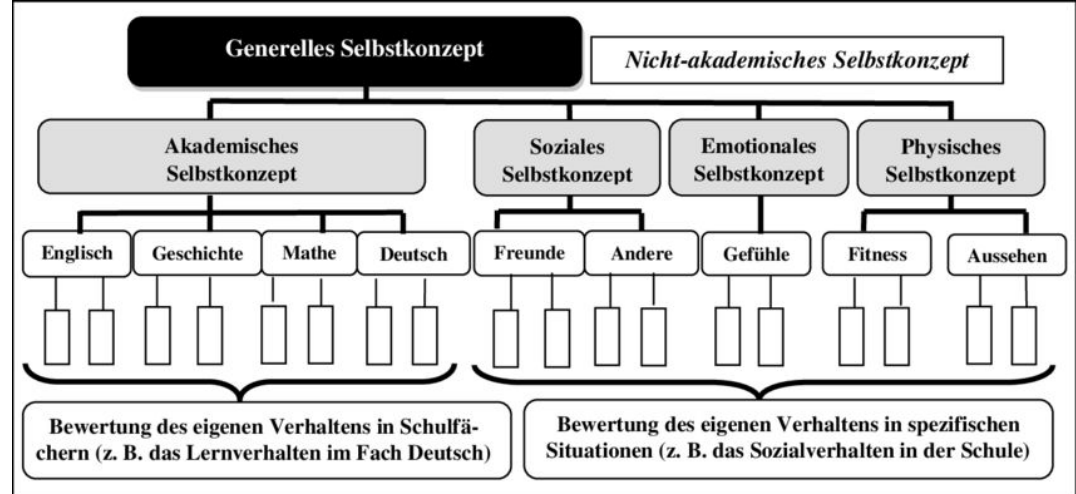 Generelles Selbstkonzept
Nicht-akademisches Selbstkonzept
Akademisches
Selbstkonzept
Soziales
Selbstkonzept
Emotionales
Selbstkonzept
Physisches
Selbstkonzept
Englisch
Geschichte
Mathe
Deutsch
Freunde
Andere
Gefühle
Fitness
Aussehen
Bewertung des eigenen Verhaltens in Schulfä-
chern (z. B. das Lernverhalten im Fach Deutsch)
Bewertung des eigenen Verhaltens in spezifischen
Situationen (z. B. das Sozialverhalten in der Schule)